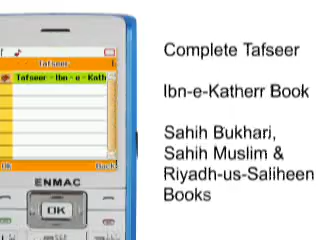 Tafseer
Tafseer - Ibn - e - Kath
Ok
Back
ENMAC
OK
Complete Tafseer
Ibn-e-Katherr Book
Sahih Bukhari,
Sahih Muslim &
Riyadh-us-Saliheen
Books